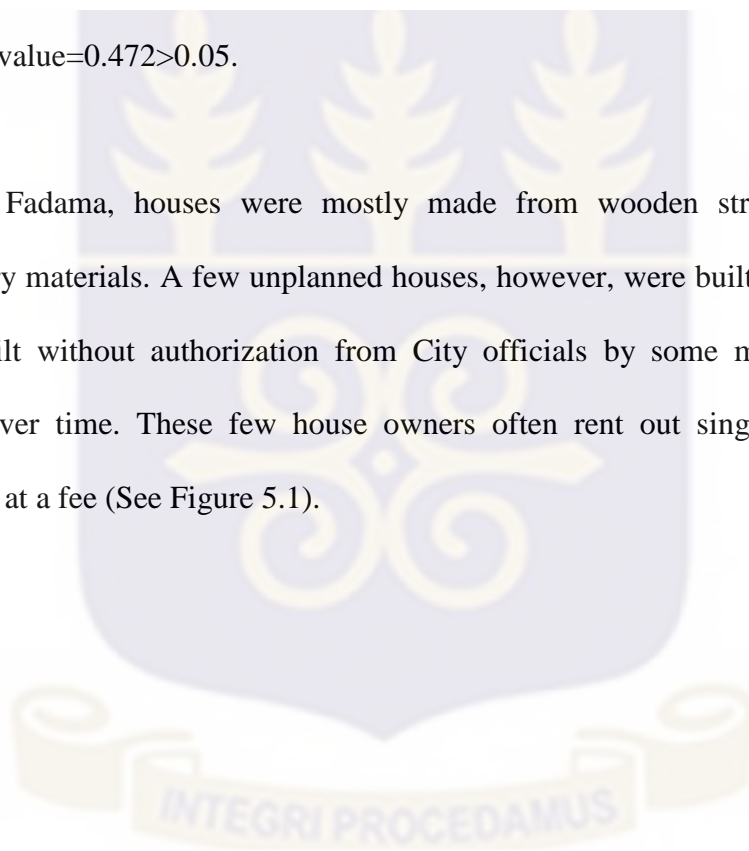 value=0.472>0.05.
Fadama, houses were mostly made from wooden str
ry materials. A few unplanned houses, however, were built
ilt without authorization from City officials by some m
ver time. These few house owners often rent out sing
at a fee (See Figure 5.1).
INTEGRI PROCEDAMUS